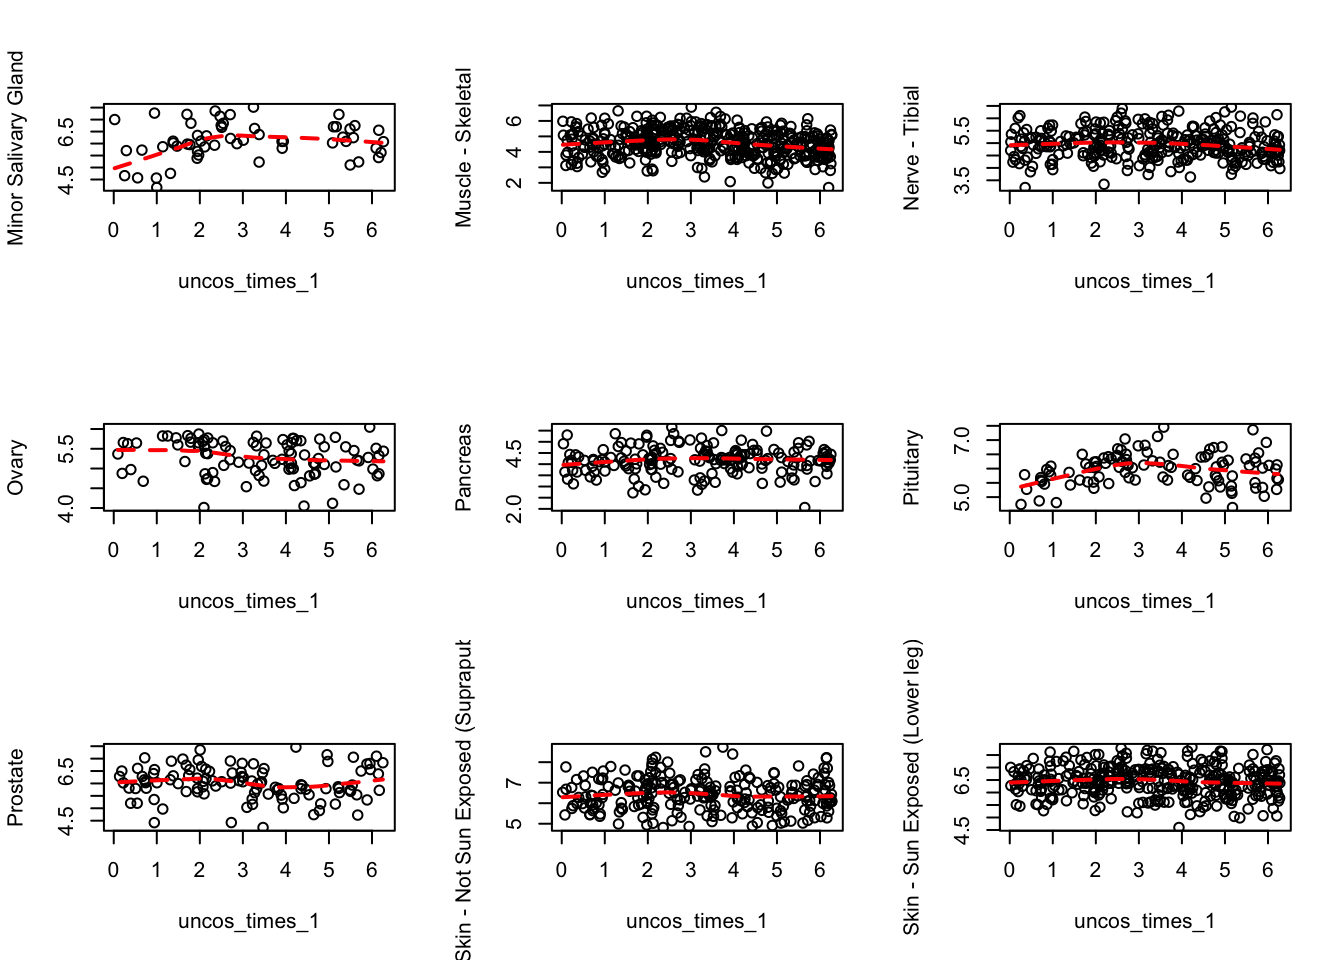 Minor Salivary Gland
6.5
4.5
0 1 2 3 4 5 6
uncos_times_1
Muscle - Skeletal
6
4
2
0 1 2 3 4 5 6
uncos_times_1
Nerve - Tibial
5.5
3.5
0 1 2 3 4 5 6
uncos_times_1
Ovary
5.5
4.0
0 1 2 3 4 5 6
uncos_times_1
Pancreas
4.5
2.0
0 1 2 3 4 5 6
uncos_times_1
Pituitary
7.0
5.0
0 1 2 3 4 5 6
uncos_times_1
Prostate
6.5
4.5
0 1 2 3 4 5 6
uncos_times_1
Skin - Not Sun Exposed (Suprapub
7
5
0 1 2 3 4 5 6
uncos_times_1
Skin - Sun Exposed (Lower leg)
6.5
4.5
0 1 2 3 4 5 6
uncos_times_1